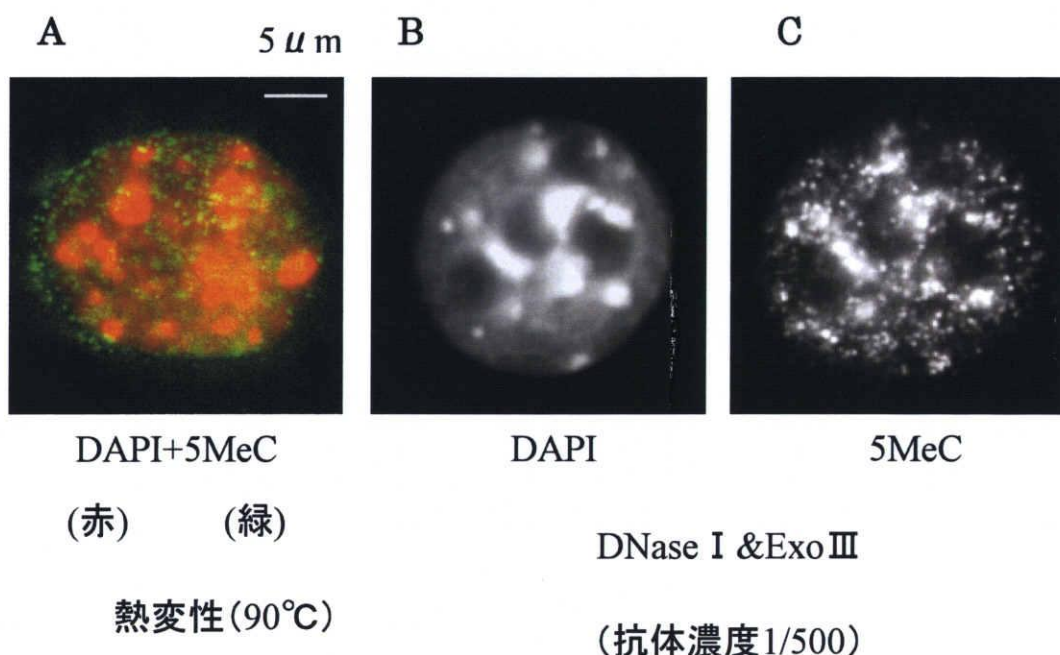 A
5 μ m
B
C
DAPI+5MeC
DAPI
5MeC
(赤)
(緑)
DNase I &Exo III
熱変性(90℃)
(抗体濃度1/500)